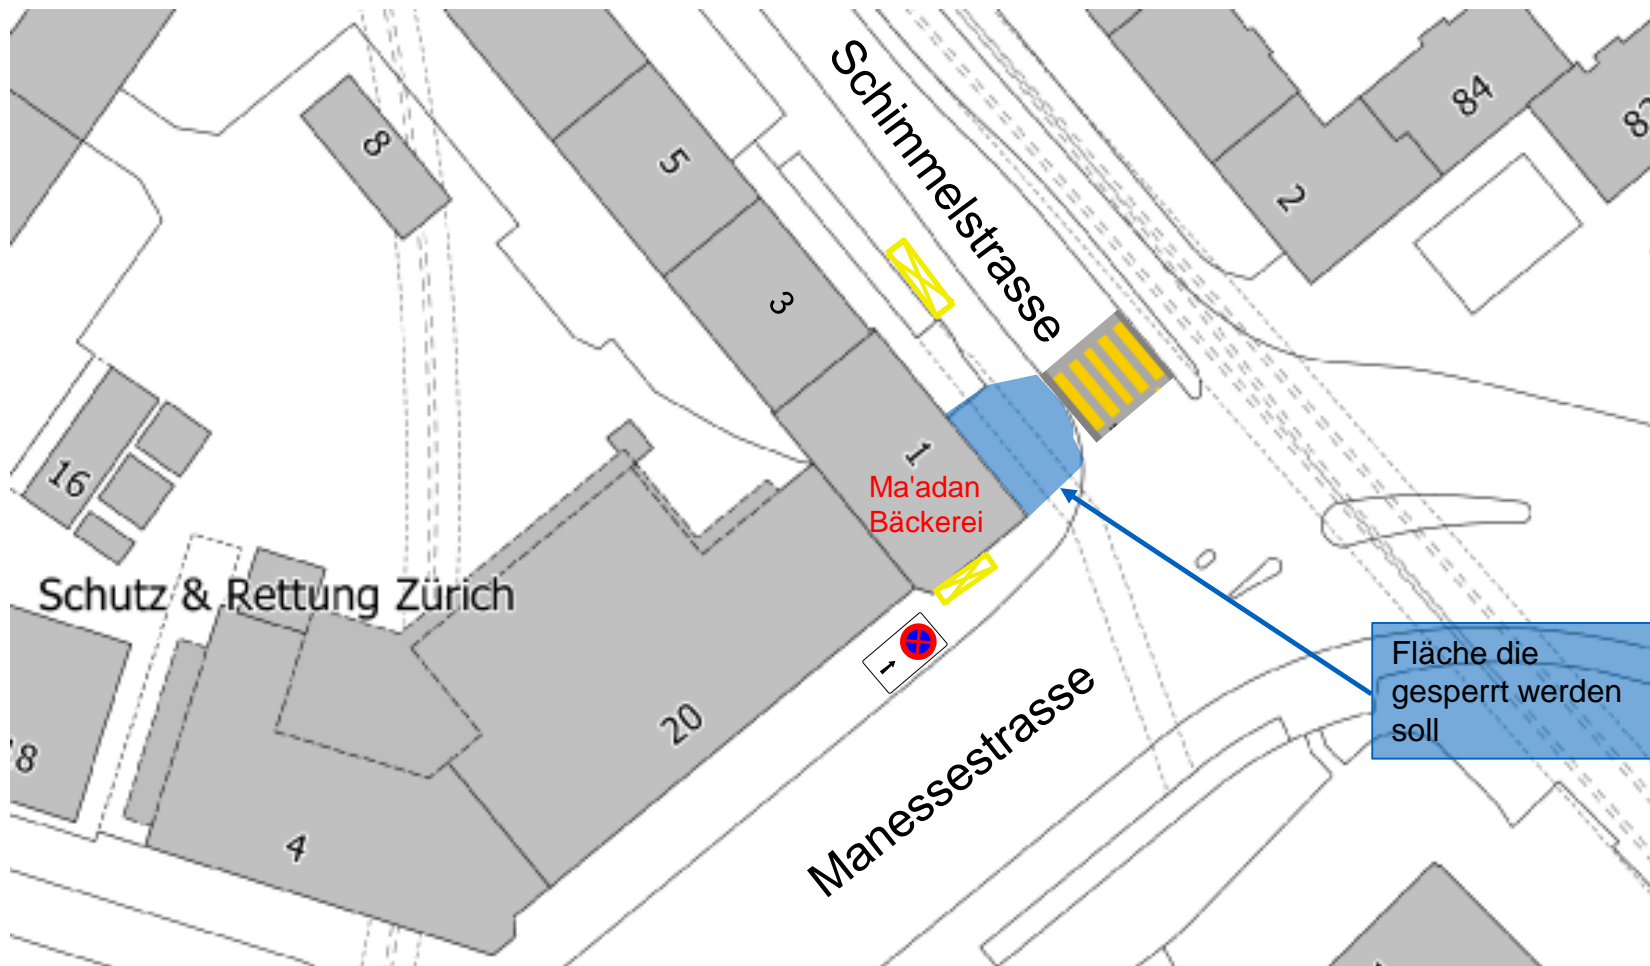 Schimmelstrasse
84
8
5
2
3
1
Ma'adan
Bäckerei
16
Schutz & Rettung Zürich
Fläche die
gesperrt werden
soll
Manessestrasse
20
18
4